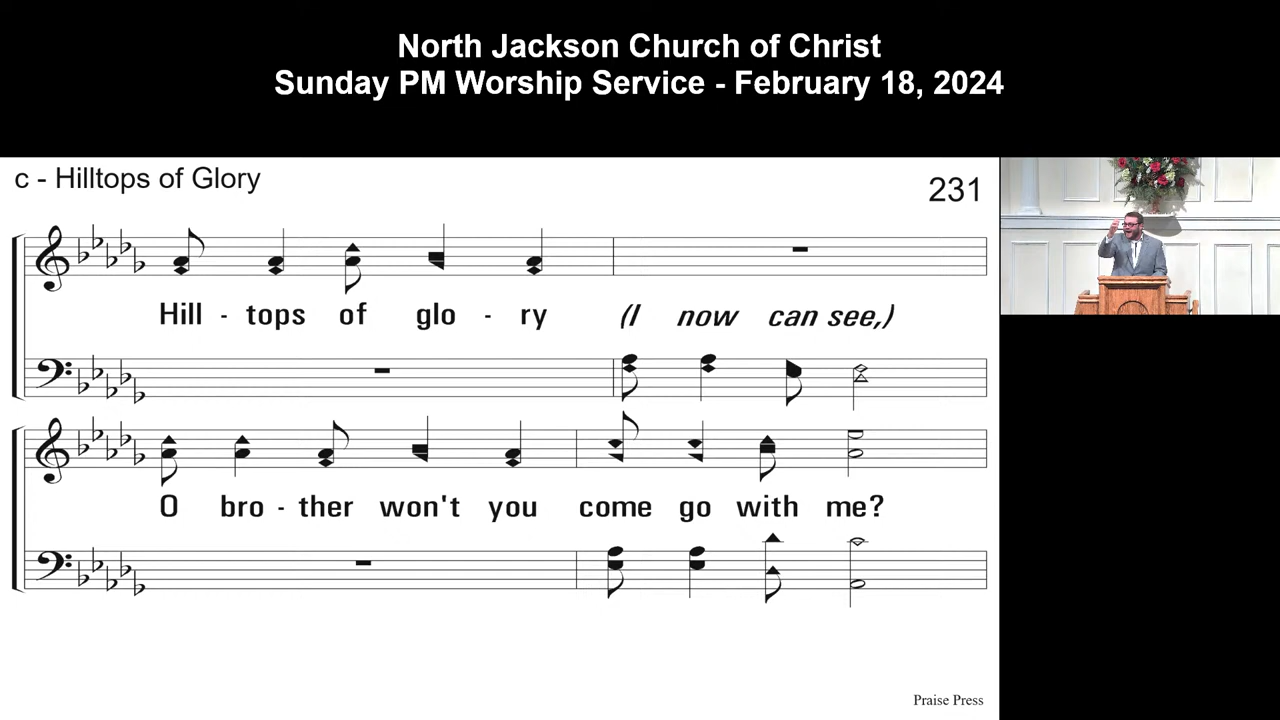 North Jackson Church of Christ
Sunday PM Worship Service - February 18, 2024
c - Hilltops of Glory
231
Hill - tops of glo - ry (I now can see,)
O bro - ther won't you come go with me?
Praise Press